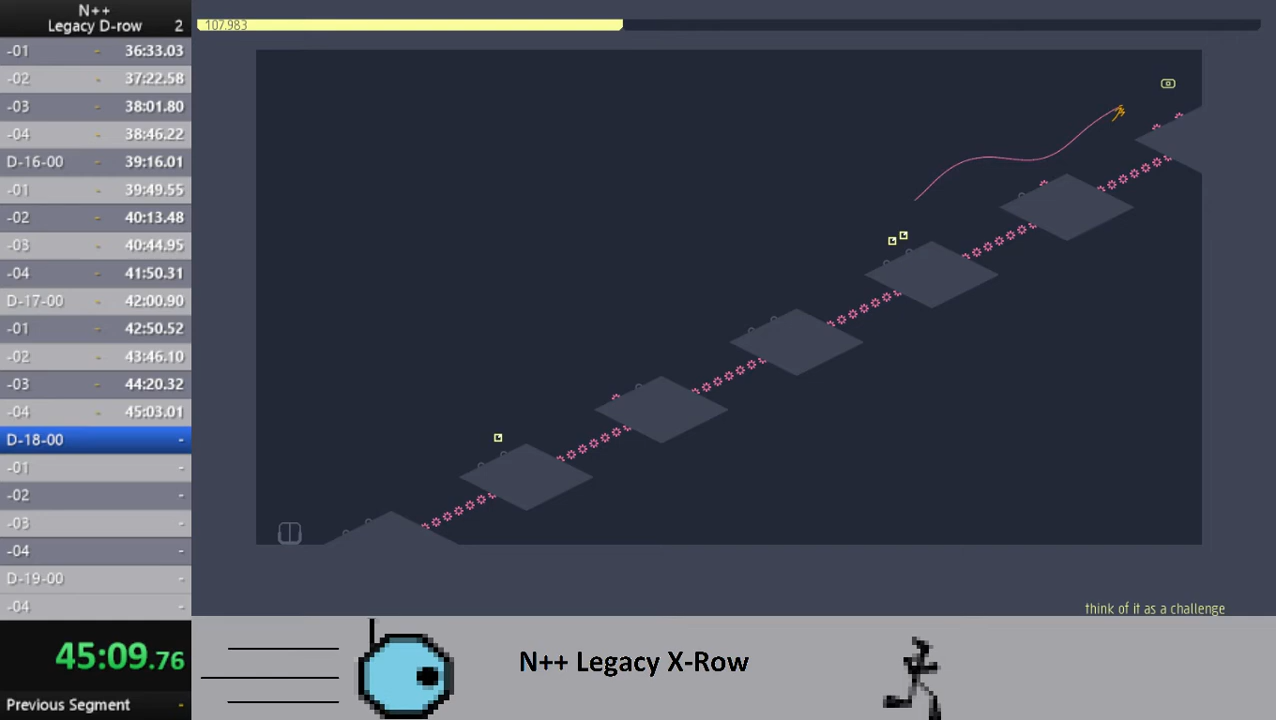 N++
Legacy D-row 2
-01 - 36:33.03
-02 - 37:22.58
-03 - 38:01.80
-04 - 38:46.22
D-16-00 - 39:16.01
-01 - 39:49.55
-02 - 40:13.48
-03 - 40:44.95
-04 - 41:50.31
D-17-00 - 42:00.90
-01 - 42:50.52
-02 - 43:46.10
-03 - 44:20.32
-04 - 45:03.01
D-18-00 -
-01 -
-02 -
-03 -
-04 -
D-19-00 -
-04 -
45:09.76
Previous Segment -
107.983
think of it as a challenge
N++ Legacy X-Row